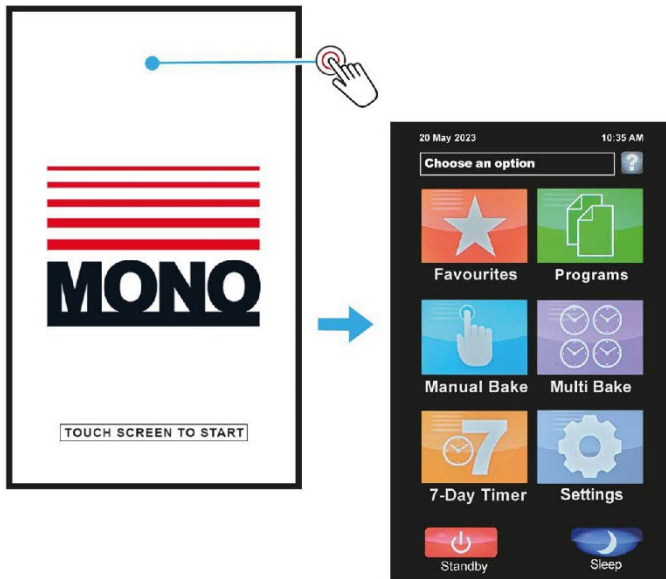 MONO
TOUCH SCREEN TO START
20 May 2023 10:35 AM
Choose an option ?
Favourites Programs
Manual Bake Multi Bake
7
7-Day Timer Settings
Standby Sleep